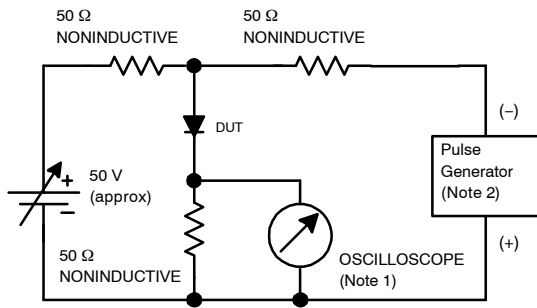 50 Ω
NONINDUCTIVE
50 Ω
NONINDUCTIVE
DUT
(−)
Pulse
Generator
(Note 2)
(+)
+
50 V
(approx)
−
50 Ω
NONINDUCTIVE
OSCILLOSCOPE
(Note 1)